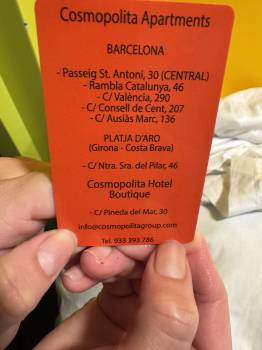 Cosmopolita Apartments
BARCELONA
- Passeig St. Antoni, 30 (CENTRAL)
- Rambla Catalunya, 46
- C/ València, 290
- C/ Consell de Cent, 207
- C/ Ausiàs Marc, 136
PLATJA D'ARO
(Girona - Costa Brava)
- C/ Ntra. Sra. del Pilar, 46
Cosmopolita Hotel
Boutique
- C/ Pineda del Mar, 30
info@cosmopolitagroup.com
Tel. 933 393 786